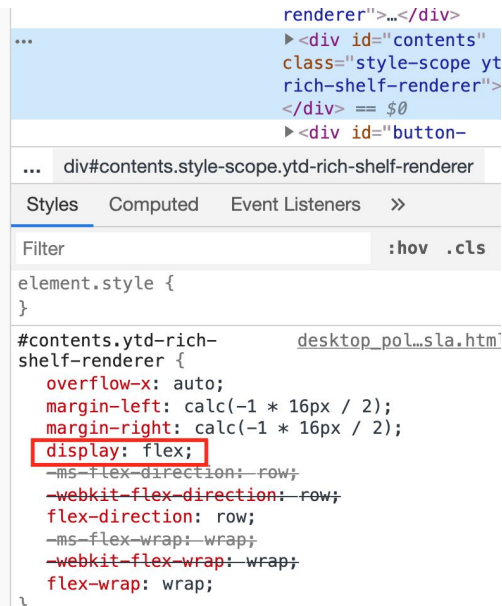 renderer">…</div>
… ▶<div id="contents"
class="style-scope yt
rich-shelf-renderer">
</div> == $0
▶<div id="button-
… div#contents.style-scope.ytd-rich-shelf-renderer
Styles Computed Event Listeners »
Filter :hov .cls
element.style {
}
#contents.ytd-rich- desktop_pol…sla.html
shelf-renderer {
overflow-x: auto;
margin-left: calc(-1 * 16px / 2);
margin-right: calc(-1 * 16px / 2);
display: flex;
-ms-flex-direction: row;
-webkit-flex-direction: row;
flex-direction: row;
-ms-flex-wrap: wrap;
-webkit-flex-wrap: wrap;
flex-wrap: wrap;
}